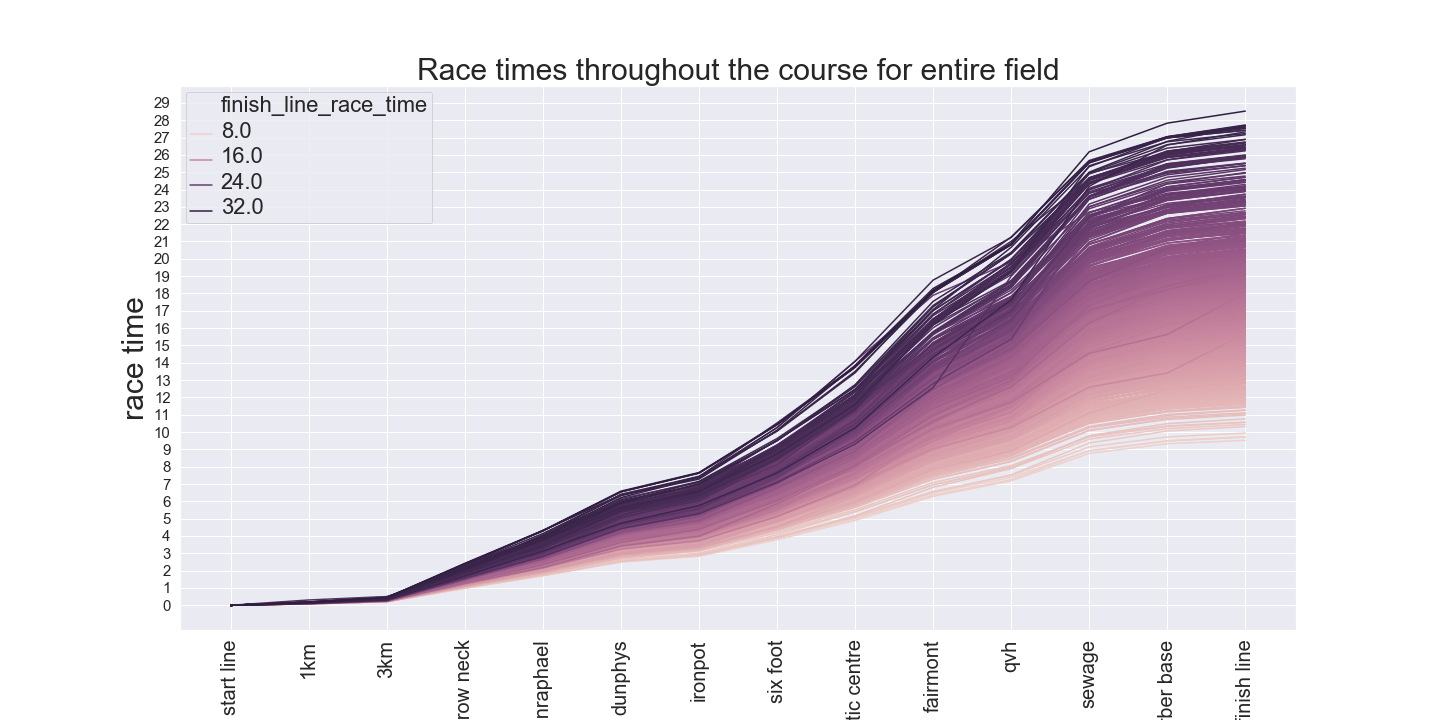 Race times throughout the course for entire field
finish_line_race_time
8.0
16.0
24.0
32.0
race time
29
28
27
26
25
24
23
22
21
20
19
18
17
16
15
14
13
12
11
10
9
8
7
6
5
4
3
2
1
0
start line
1km
3km
row neck
nraphael
dunphys
ironpot
six foot
tic centre
fairmont
qvh
sewage
ber base
finish line